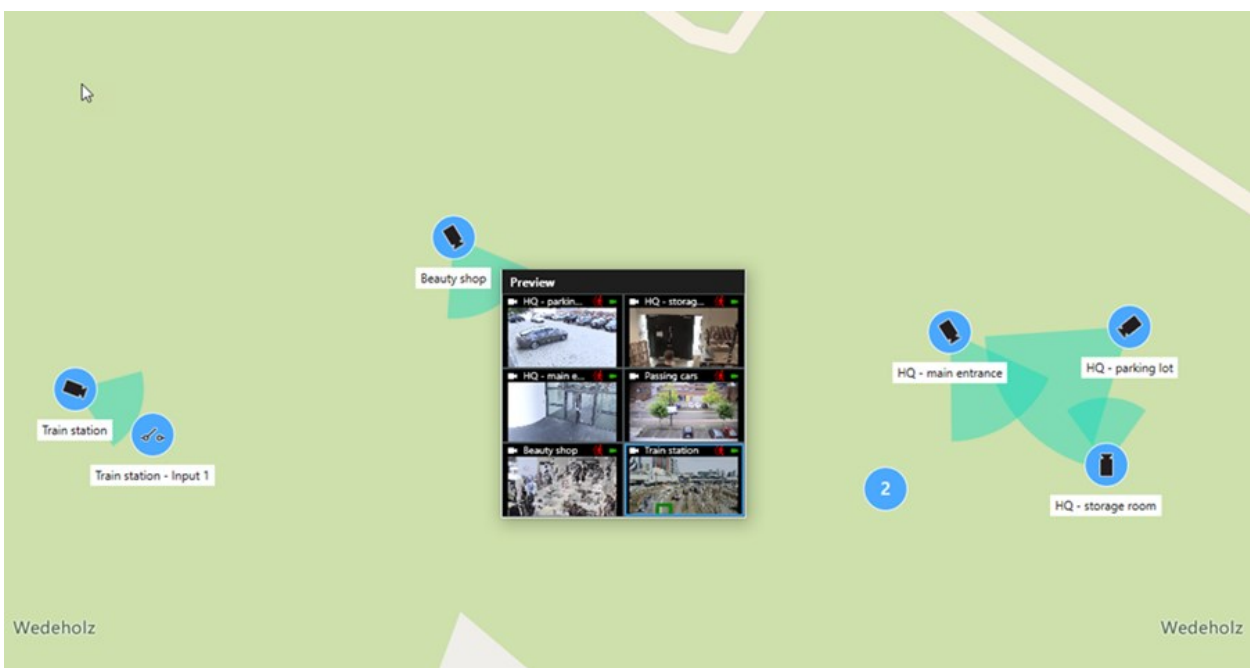 Beauty shop
Preview
HQ - parkin...
HQ - storag...
HQ - main e...
Passing cars
Beauty shop
Train station
HQ - main entrance
HQ - parking lot
Train station
Train station - Input 1
2
HQ - storage room
Wedeholz
Wedeholz